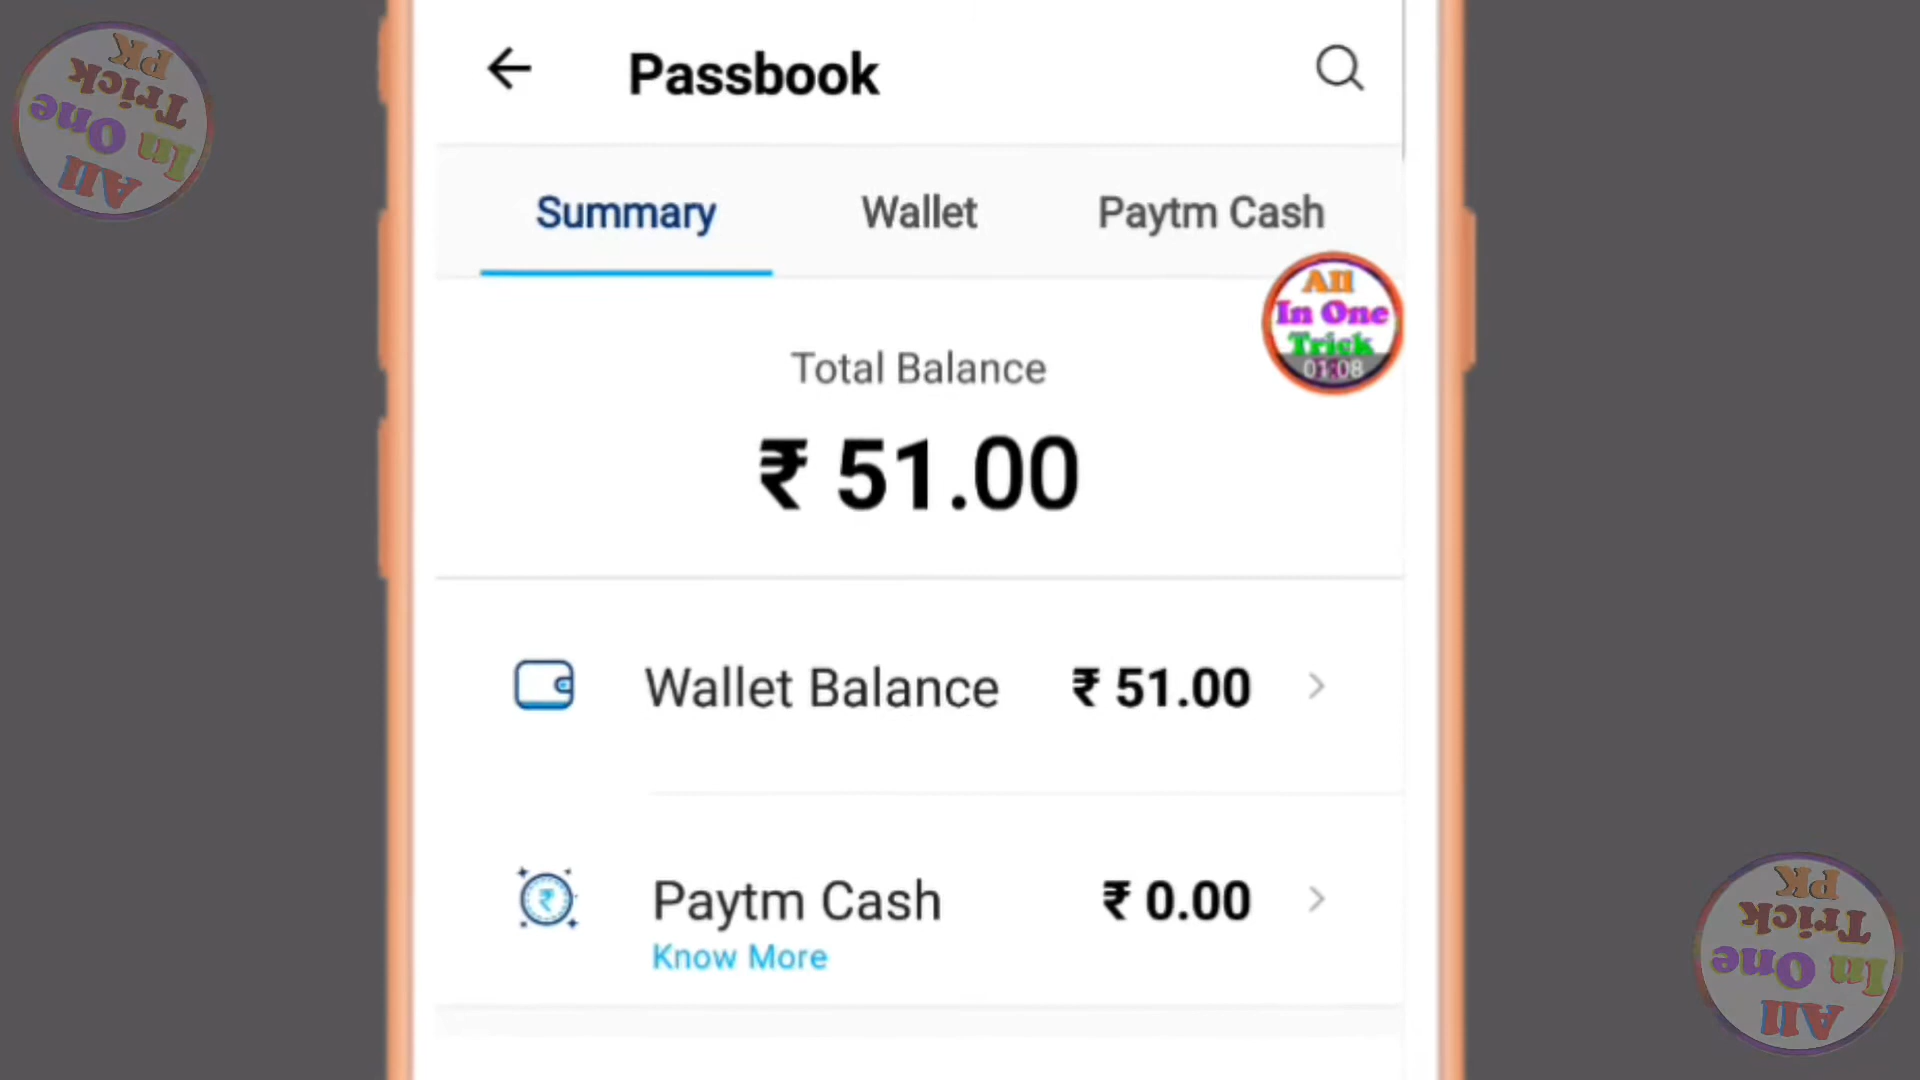 Passbook
Summary Wallet Paytm Cash
All
In One
Trick
01:08
Total Balance
₹ 51.00
Wallet Balance ₹ 51.00
Paytm Cash ₹ 0.00
Know More
All
In One
Trick
PK
All
In One
Trick
PK